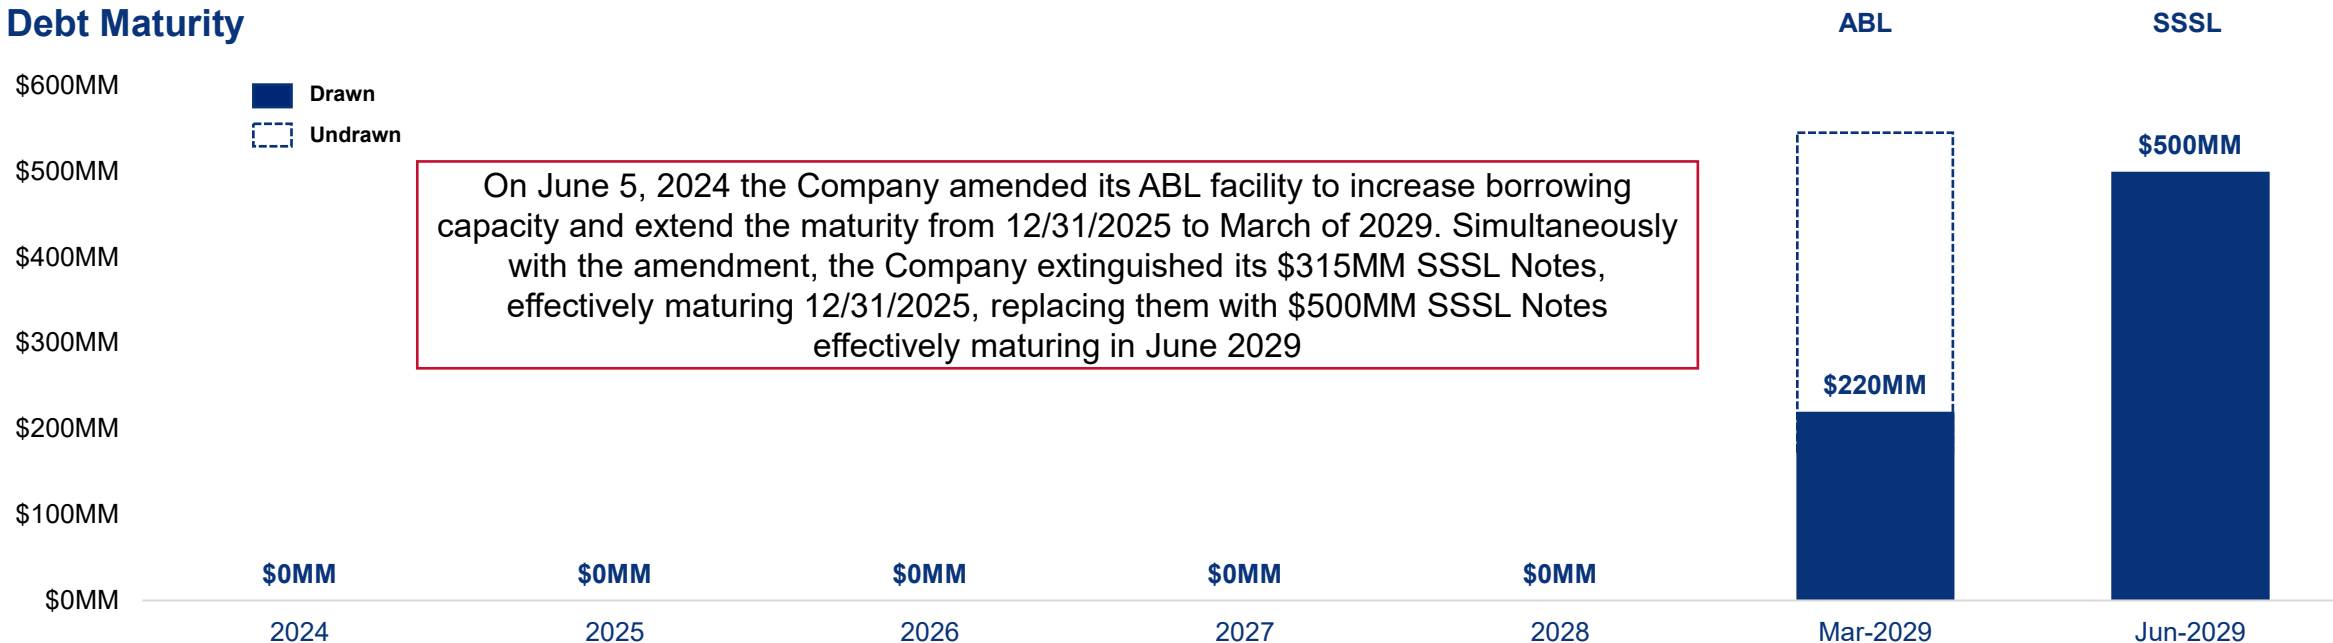 Debt Maturity
ABL
SSSL
$600MM
Drawn
Undrawn
$500MM
$500MM
On June 5, 2024 the Company amended its ABL facility to increase borrowing
capacity and extend the maturity from 12/31/2025 to March of 2029. Simultaneously
with the amendment, the Company extinguished its $315MM SSSL Notes,
effectively maturing 12/31/2025, replacing them with $500MM SSSL Notes
effectively maturing in June 2029
$400MM
$300MM
$220MM
$200MM
$100MM
$0MM
$0MM
$0MM
$0MM
$0MM
$0MM
2024
2025
2026
2027
2028
Mar-2029
Jun-2029